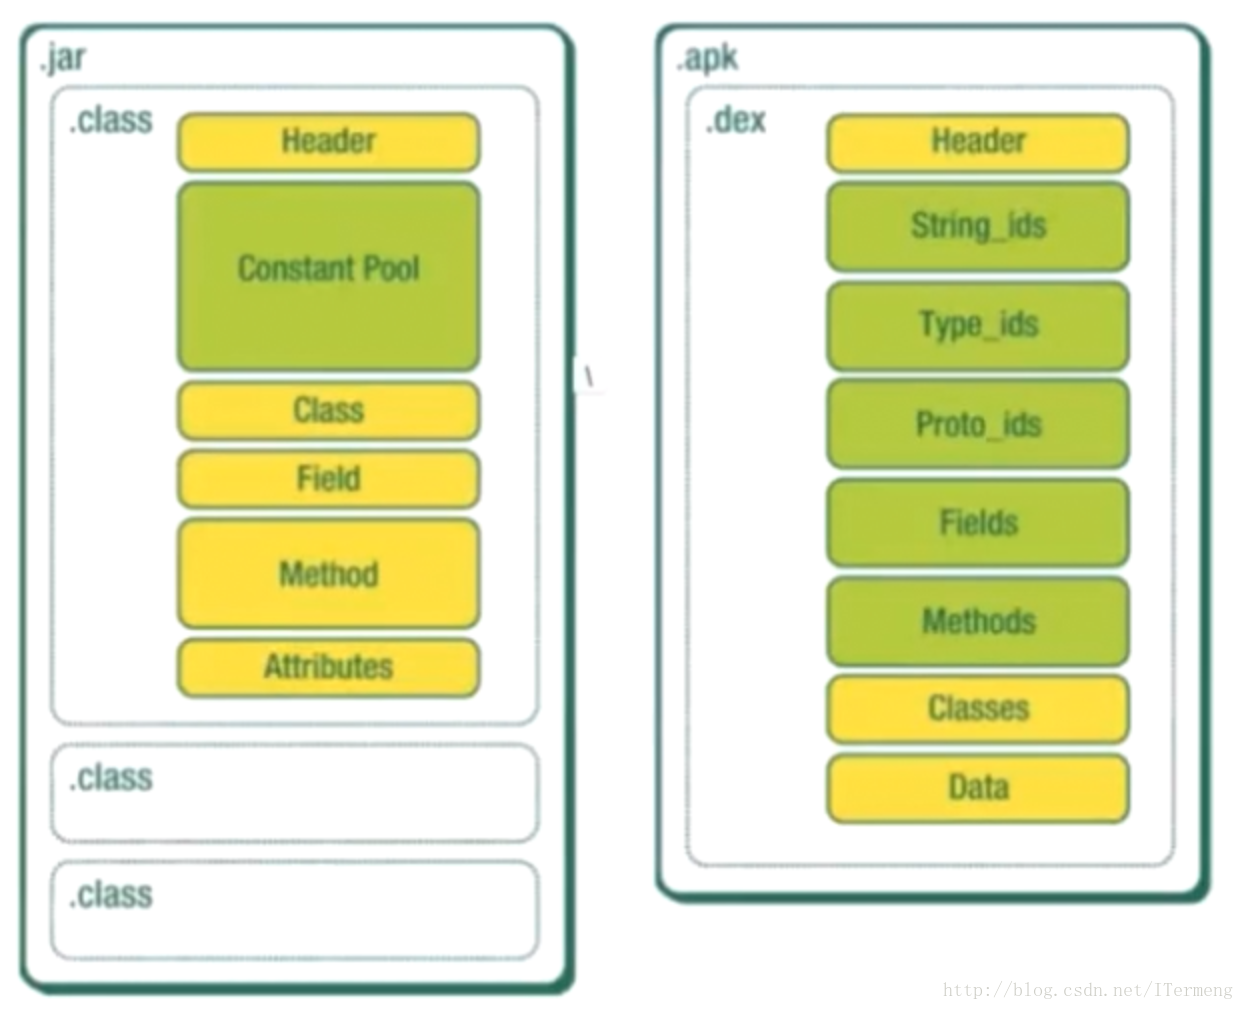 .jar
.class
Header
Constant Pool
Class
Field
Method
Attributes
.class
.class
\
.apk
.dex
Header
String_ids
Type_ids
Proto_ids
Fields
Methods
Classes
Data
http://blog.csdn.net/ITermeng